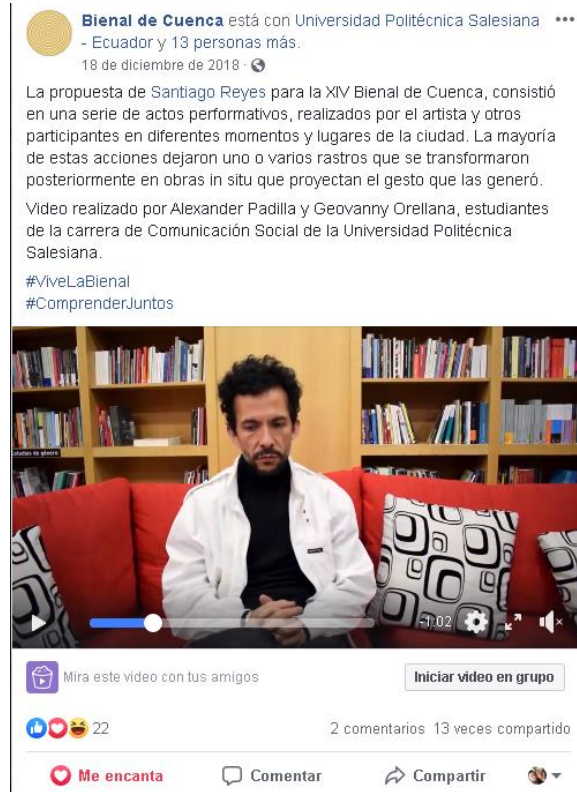 Bienal de Cuenca está con Universidad Politécnica Salesiana
- Ecuador y 13 personas más.
18 de diciembre de 2018 ·
La propuesta de Santiago Reyes para la XIV Bienal de Cuenca, consistió
en una serie de actos performativos, realizados por el artista y otros
participantes en diferentes momentos y lugares de la ciudad. La mayoría
de estas acciones dejaron uno o varios rastros que se transformaron
posteriormente en obras in situ que proyectan el gesto que las generó.
Video realizado por Alexander Padilla y Geovanny Orellana, estudiantes
de la carrera de Comunicación Social de la Universidad Politécnica
Salesiana.
#ViveLaBienal
#ComprenderJuntos
Estudios de género
-1:02
Mira este video con tus amigos
Iniciar video en grupo
22
2 comentarios 13 veces compartido
Me encanta
Comentar
Compartir